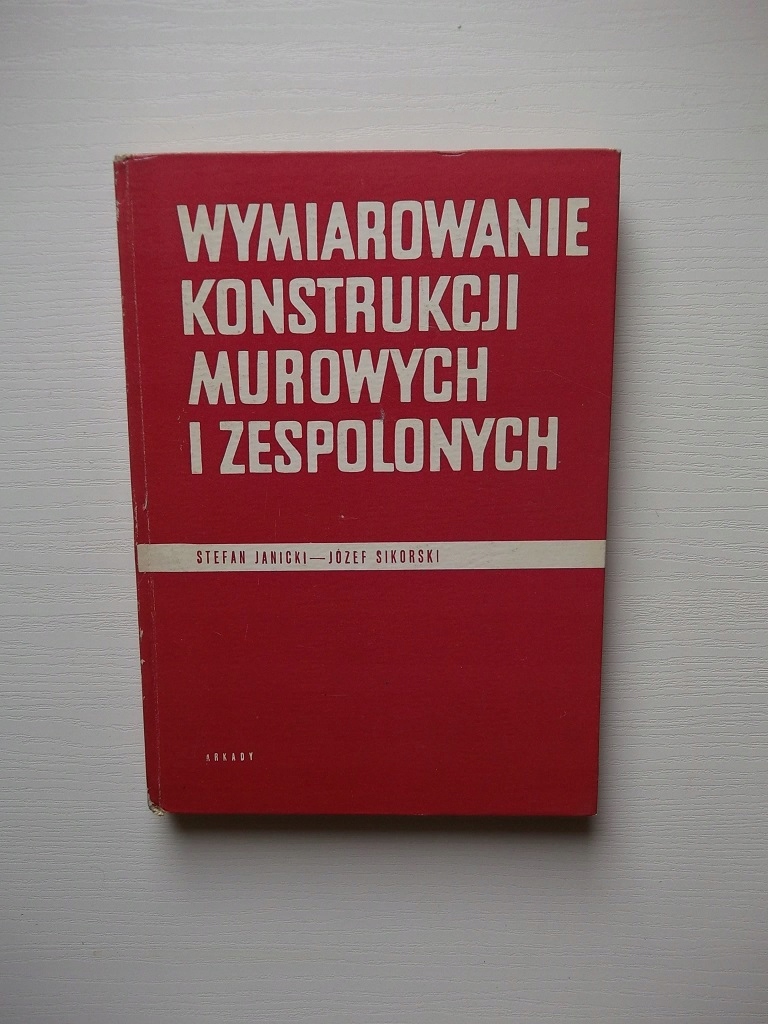 WYMIAROWANIE
KONSTRUKCJI
MUROWYCH
I ZESPOLONYCH
STEFAN JANICKI—JÓZEF SIKORSKI
ARKADY